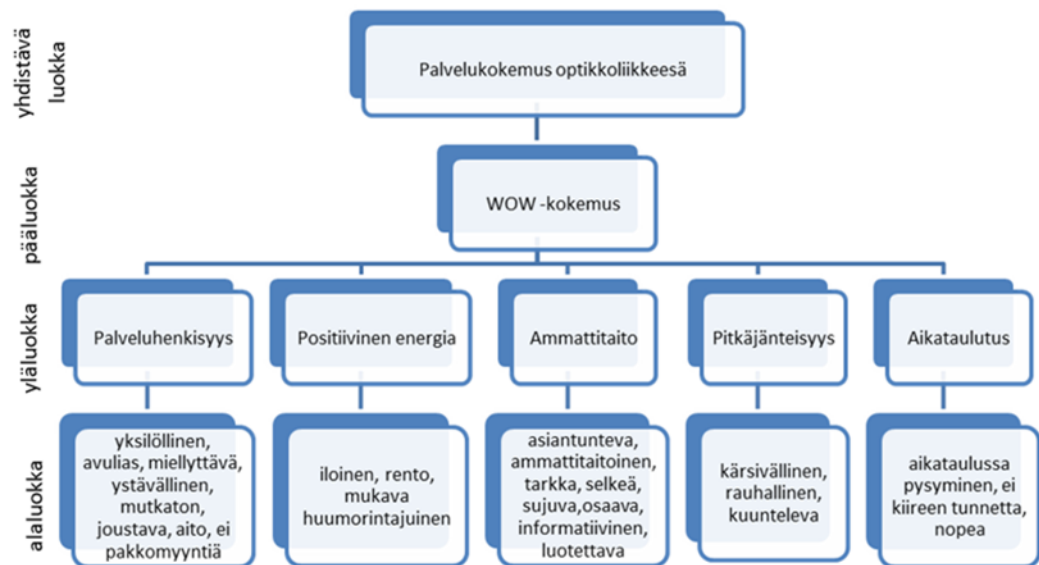 yhdistävä
luokka
Palvelukokemus optikkoliikkeesä
pääluokka
WOW -kokemus
yläluokka
Palveluhenkisyys
Positiivinen energia
Ammattitaito
Pitkäjänteisyys
Aikataulutus
alaluokka
yksilöllinen,
avulias, miellyttävä,
ystävällinen,
mutkaton,
joustava, aito, ei
pakkomyyntiä
iloinen, rento,
mukava
huumorintajuinen
asiantunteva,
ammattitaitoinen,
tarkka, selkeä,
sujuva,osaava,
informatiivinen,
luotettava
kärsivällinen,
rauhallinen,
kuunteleva
aikataulussa
pysyminen, ei
kiireen tunnetta,
nopea